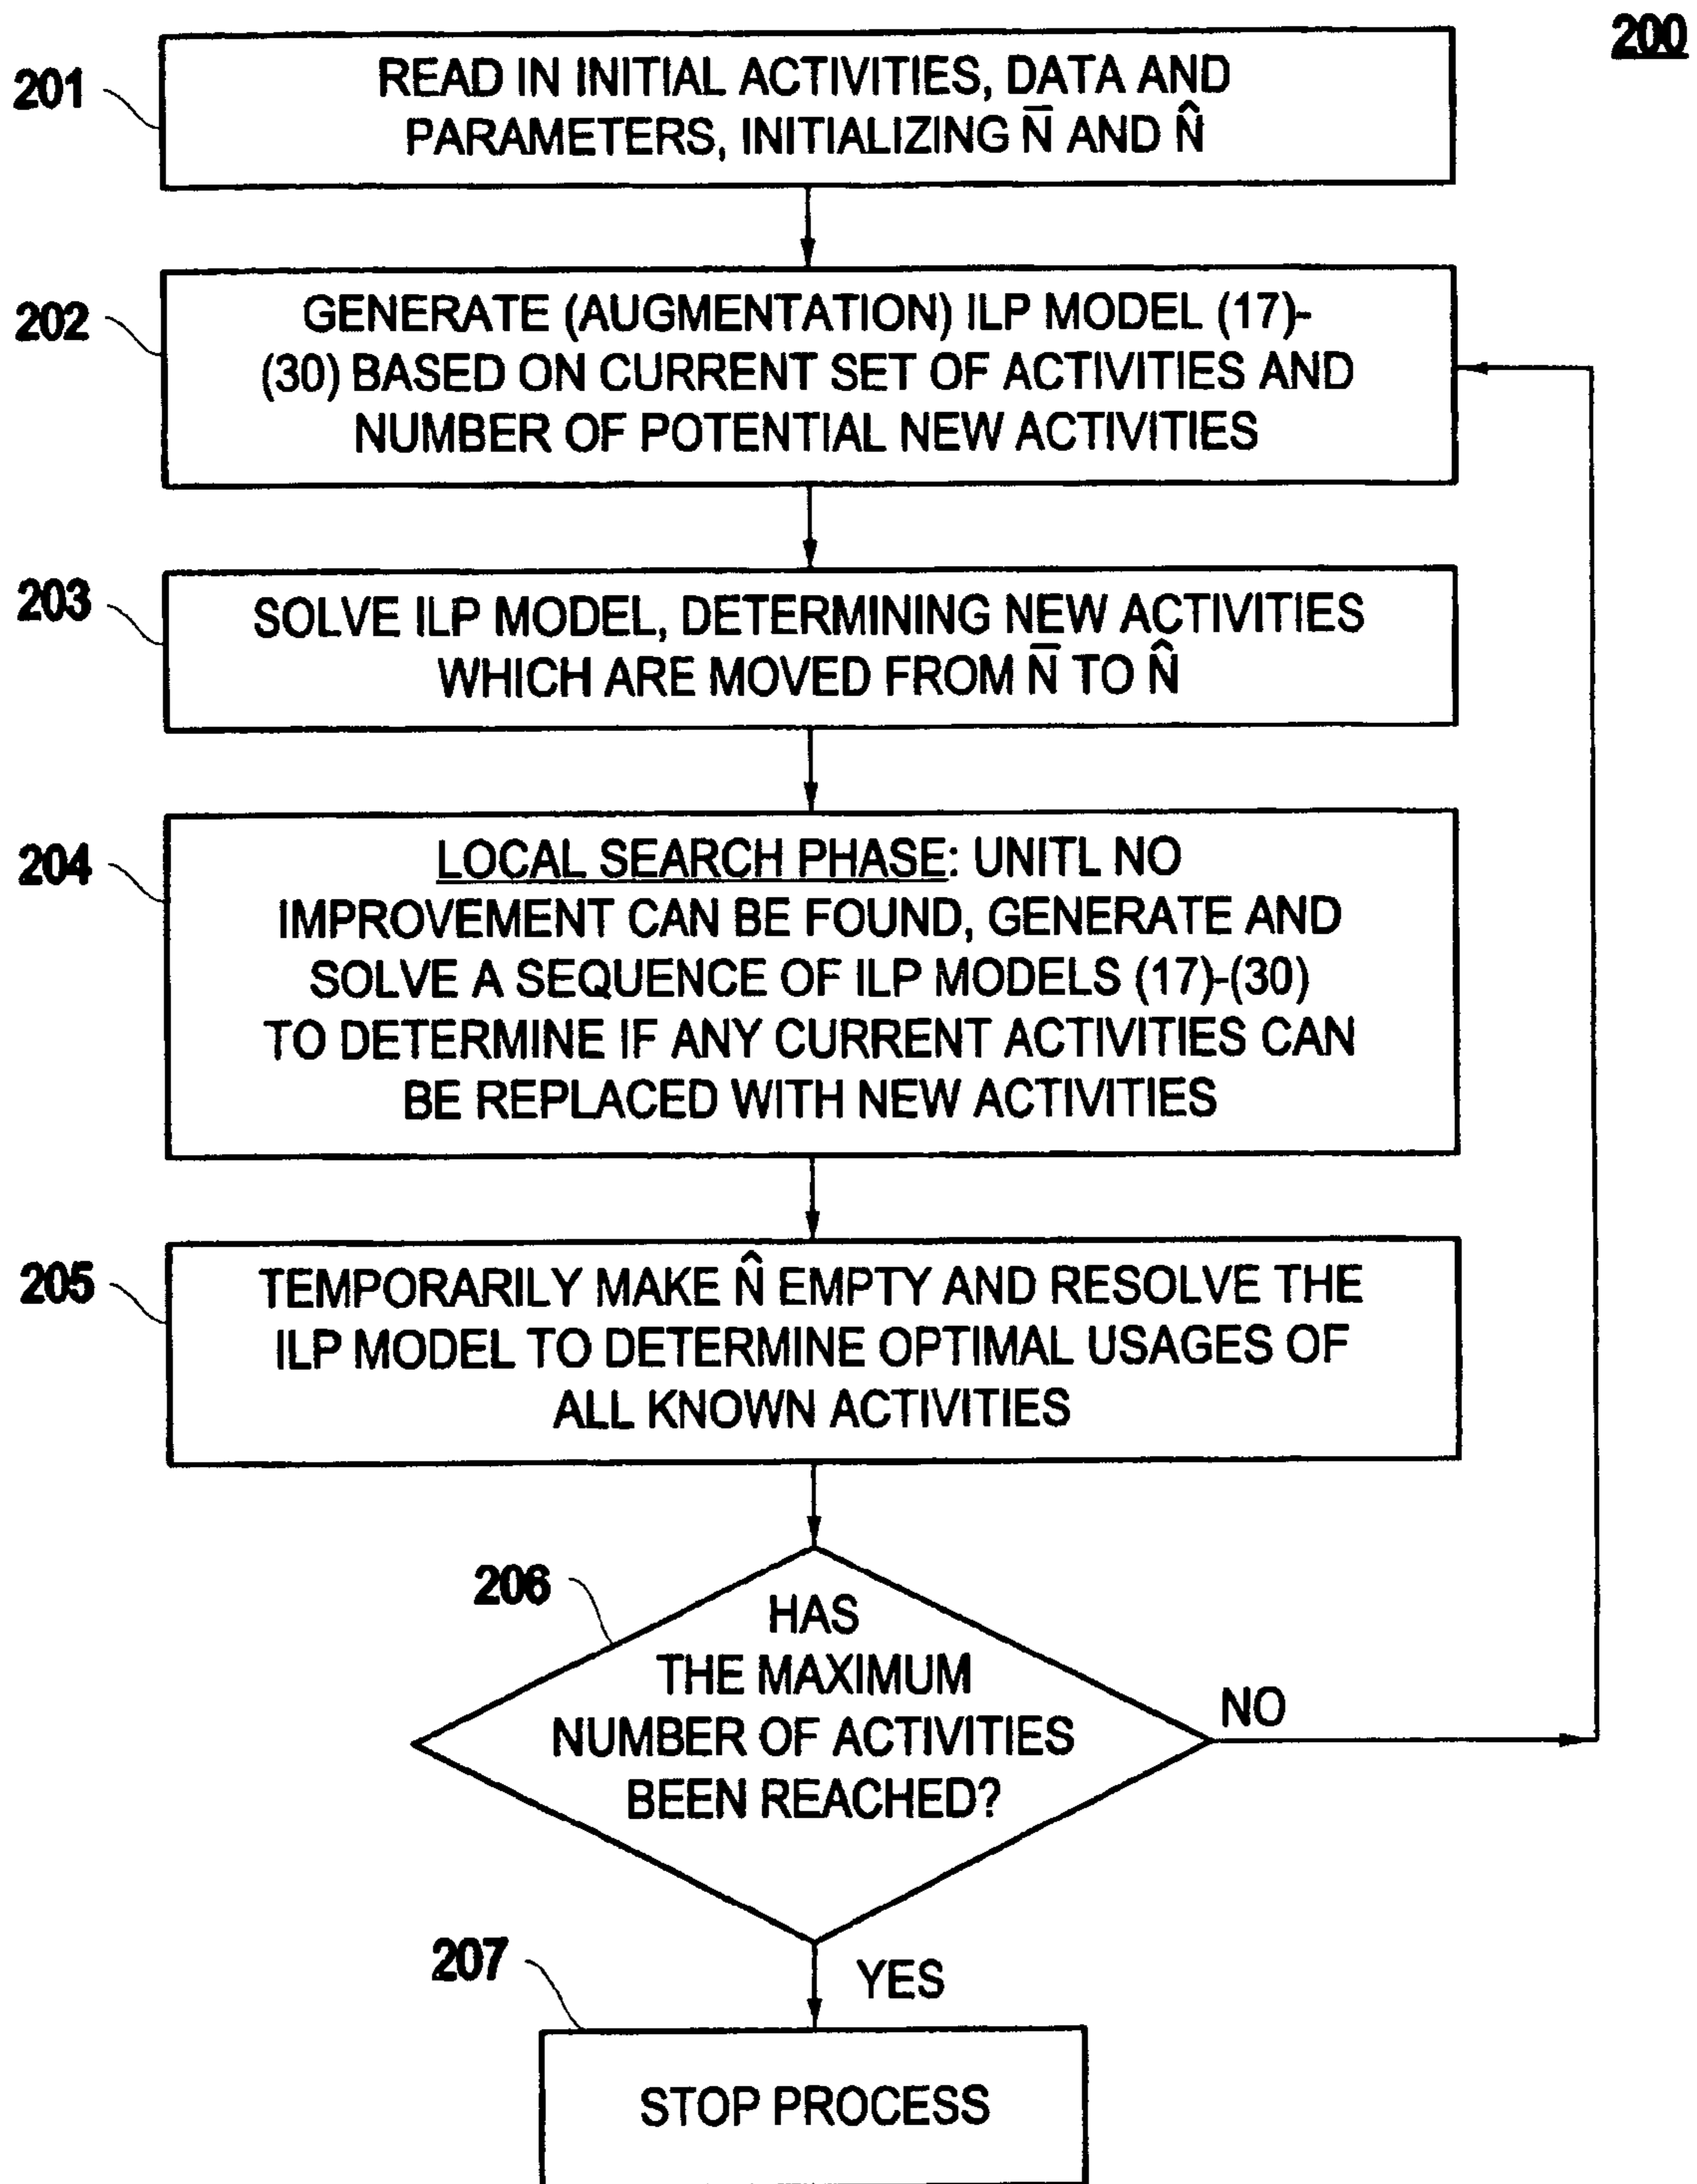 200
201
READ IN INITIAL ACTIVITIES, DATA AND
PARAMETERS, INITIALIZING N̅ AND N̂
202
GENERATE (AUGMENTATION) ILP MODEL (17)-
(30) BASED ON CURRENT SET OF ACTIVITIES AND
NUMBER OF POTENTIAL NEW ACTIVITIES
203
SOLVE ILP MODEL, DETERMINING NEW ACTIVITIES
WHICH ARE MOVED FROM N̅ TO N̂
204
LOCAL SEARCH PHASE: UNITL NO
IMPROVEMENT CAN BE FOUND, GENERATE AND
SOLVE A SEQUENCE OF ILP MODELS (17)-(30)
TO DETERMINE IF ANY CURRENT ACTIVITIES CAN
BE REPLACED WITH NEW ACTIVITIES
205
TEMPORARILY MAKE N̂ EMPTY AND RESOLVE THE
ILP MODEL TO DETERMINE OPTIMAL USAGES OF
ALL KNOWN ACTIVITIES
206
HAS
THE MAXIMUM
NUMBER OF ACTIVITIES
BEEN REACHED?
NO
207
YES
STOP PROCESS